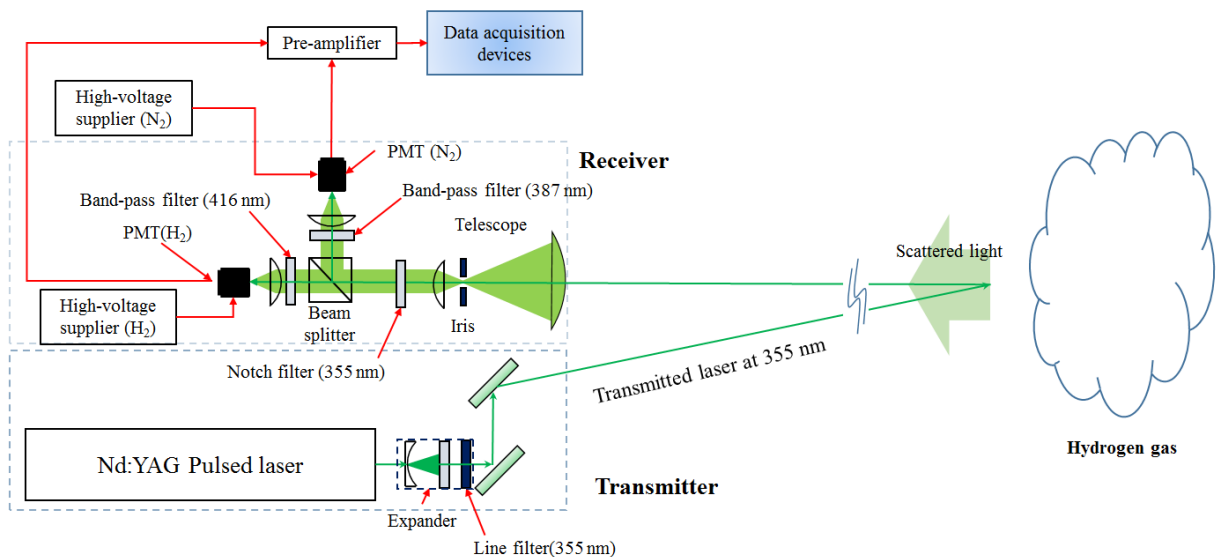 Pre-amplifier
Data acquisition
devices
High-voltage
supplier (N₂)
PMT (N₂)
Receiver
Band-pass filter (387 nm)
Band-pass filter (416 nm)
Telescope
PMT(H₂)
Scattered light
High-voltage
supplier (H₂)
Beam
splitter
Iris
Notch filter (355 nm)
Transmitted laser at 355 nm
Hydrogen gas
Nd:YAG Pulsed laser
Transmitter
Expander
Line filter(355 nm)